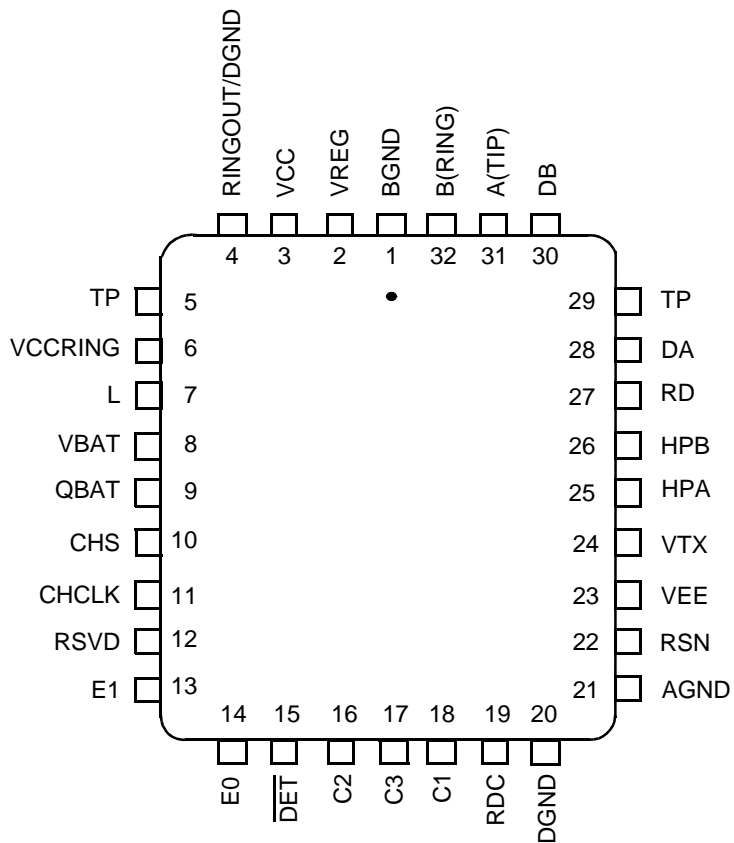 RINGOUT/DGND
VCC
VREG
BGND
B(RING)
A(TIP)
DB
4 3 2 1 32 31 30
TP 5 29 TP
VCCRING 6 28 DA
L 7 27 RD
VBAT 8 26 HPB
QBAT 9 25 HPA
CHS 10 24 VTX
CHCLK 11 23 VEE
RSVD 12 22 RSN
E1 13 21 AGND
14 15 16 17 18 19 20
E0
D̅E̅T̅
C2
C3
C1
RDC
DGND